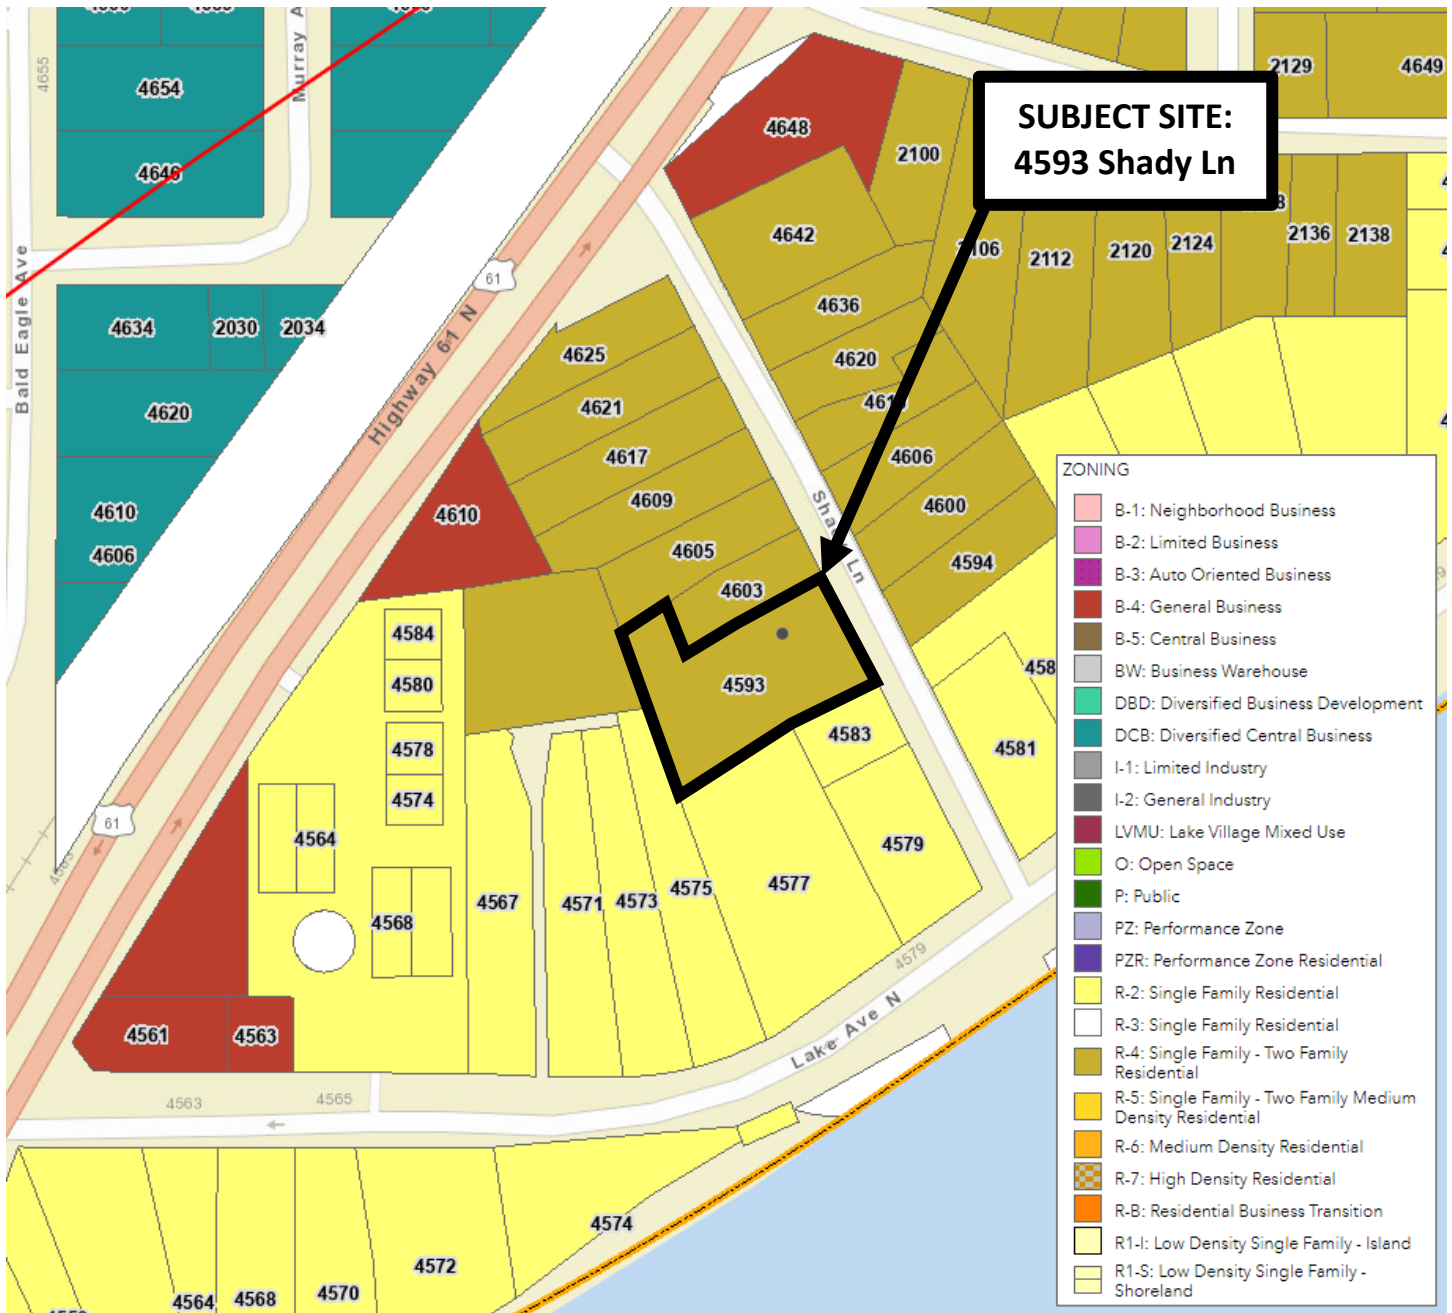 4655
4654
4646
Murray A
Bald Eagle Ave
4634
2030
2034
4620
4610
4606
Highway 61 N
61
61
4648
2100
2129
4649
SUBJECT SITE:
4593 Shady Ln
4642
2106
2112
2120
2124
2136
2138
4636
4620
4606
4600
4594
Shady Ln
4625
4621
4617
4609
4605
4603
4610
4593
4584
4580
4578
4574
4564
4568
4567
4571
4573
4575
4577
4583
4579
4581
458
4579
Lake Ave N
4561
4563
4563
4565
4564
4568
4570
4572
4574
ZONING
B-1: Neighborhood Business
B-2: Limited Business
B-3: Auto Oriented Business
B-4: General Business
B-5: Central Business
BW: Business Warehouse
DBD: Diversified Business Development
DCB: Diversified Central Business
I-1: Limited Industry
I-2: General Industry
LVMU: Lake Village Mixed Use
O: Open Space
P: Public
PZ: Performance Zone
PZR: Performance Zone Residential
R-2: Single Family Residential
R-3: Single Family Residential
R-4: Single Family - Two Family
Residential
R-5: Single Family - Two Family Medium
Density Residential
R-6: Medium Density Residential
R-7: High Density Residential
R-B: Residential Business Transition
R1-I: Low Density Single Family - Island
R1-S: Low Density Single Family -
Shoreland